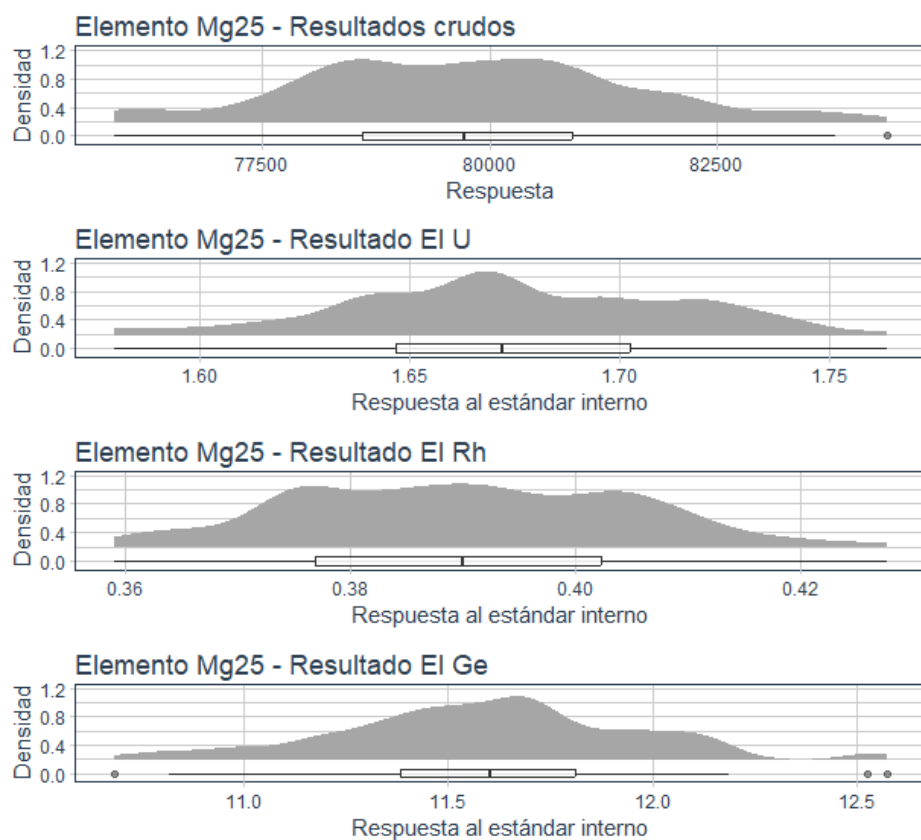 Elemento Mg25 - Resultados crudos
Densidad
1.2
0.8
0.4
0.0
77500 80000 82500
Respuesta
Elemento Mg25 - Resultado EI U
Densidad
1.2
0.8
0.4
0.0
1.60 1.65 1.70 1.75
Respuesta al estándar interno
Elemento Mg25 - Resultado EI Rh
Densidad
1.2
0.8
0.4
0.0
0.36 0.38 0.40 0.42
Respuesta al estándar interno
Elemento Mg25 - Resultado EI Ge
Densidad
1.2
0.8
0.4
0.0
11.0 11.5 12.0 12.5
Respuesta al estándar interno